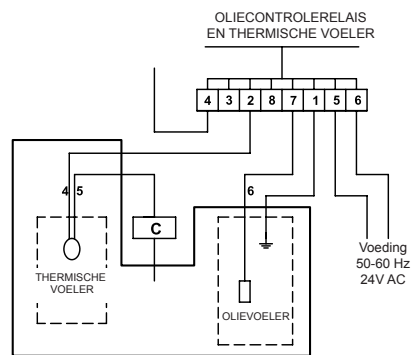 OLIECONTROLERELAIS
EN THERMISCHE VOELER
4 3 2 8 7 1 5 6
4 5
6
C
THERMISCHE
VOELER
OLIEVOELER
Voeding
50-60 Hz
24V AC